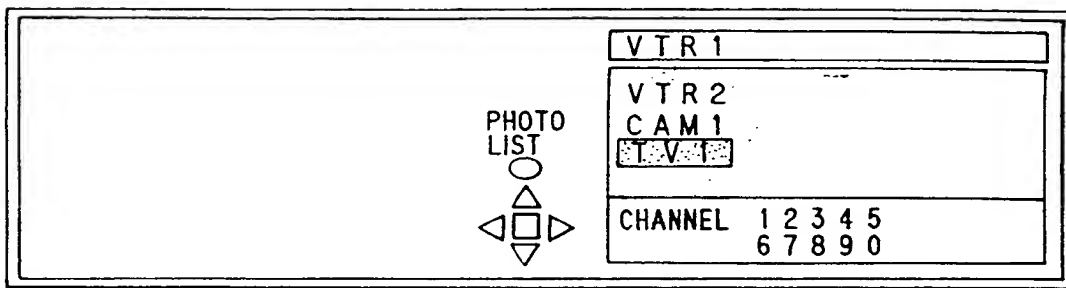 VTR1
VTR2
CAM1
TV1
PHOTO
LIST
CHANNEL 1 2 3 4 5
6 7 8 9 0